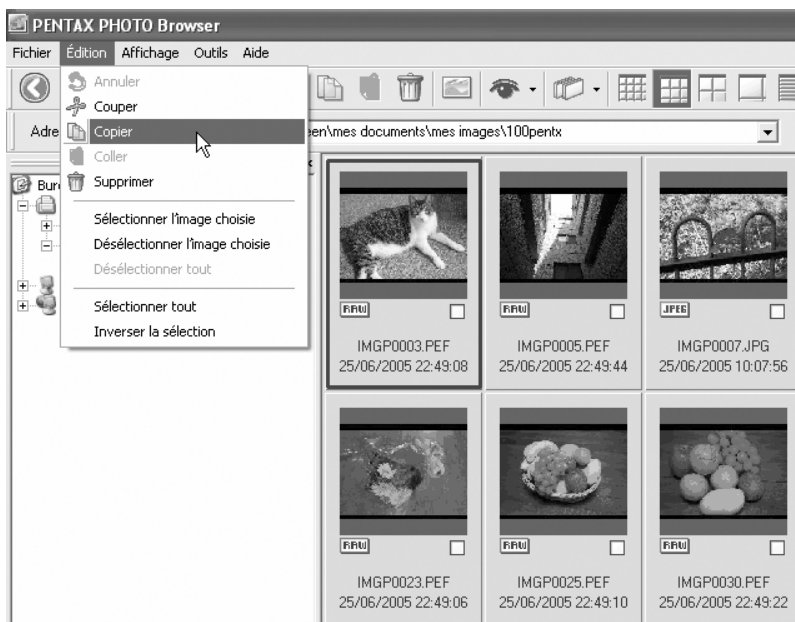 PENTAX PHOTO Browser
Fichier Édition Affichage Outils Aide
Annuler
Couper
Adre
Copier
een\mes documents\mes images\100pentx
Coller
Bure
Supprimer
Sélectionner l'image choisie
Désélectionner l'image choisie
Désélectionner tout
Sélectionner tout
Inverser la sélection
RAW RAW JPEG
IMGP0003.PEF IMGP0005.PEF IMGP0007.JPG
25/06/2005 22:49:08 25/06/2005 22:49:44 25/06/2005 10:07:56
RAW RAW RAW
IMGP0023.PEF IMGP0025.PEF IMGP0030.PEF
25/06/2005 22:49:06 25/06/2005 22:49:10 25/06/2005 22:49:22